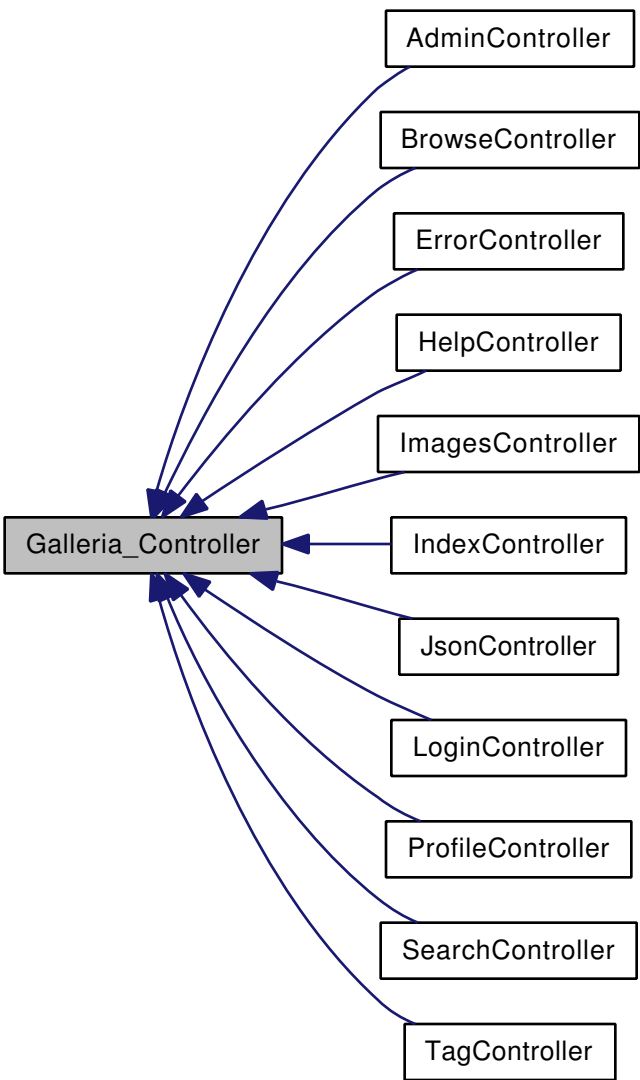 AdminController
BrowseController
ErrorController
HelpController
ImagesController
Galleria_Controller
IndexController
JsonController
LoginController
ProfileController
SearchController
TagController